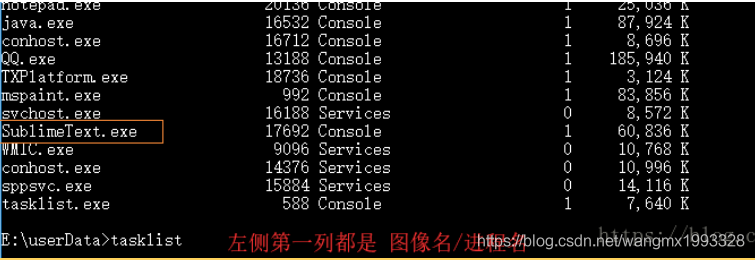 notepad.exe 20136 Console 1 25,036 K
java.exe 16532 Console 1 87,924 K
conhost.exe 16712 Console 1 8,696 K
QQ.exe 13188 Console 1 185,940 K
TXPlatform.exe 18736 Console 1 3,124 K
mspaint.exe 992 Console 1 83,856 K
svchost.exe 16188 Services 0 8,572 K
SublimeText.exe 17692 Console 1 60,836 K
WMIC.exe 9096 Services 0 10,768 K
conhost.exe 14376 Services 0 10,996 K
sppsvc.exe 15884 Services 0 14,116 K
tasklist.exe 588 Console 1 7,640 K
E:\userData>tasklist 左侧第一列都是 图像名/进程名
https://blog.csdn.net/wangmx1993328
https://blog.c